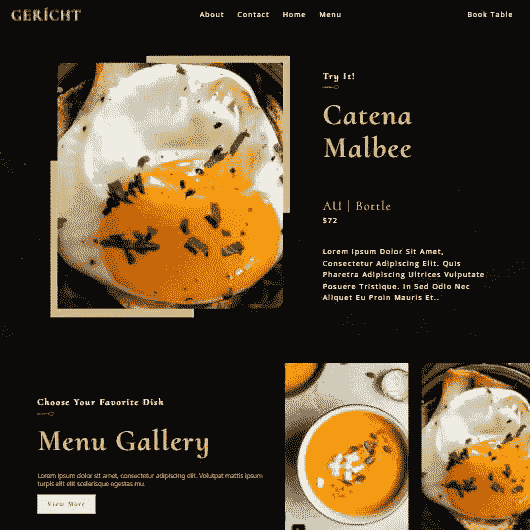 GERÍCHT
About Contact Home Menu
Book Table
Try It!
Catena
Malbee
AU | Bottle
$72
Lorem Ipsum Dolor Sit Amet,
Consectetur Adipiscing Elit. Quis
Pharetra Adipiscing Ultrices Vulputate
Posuere Tristique. In Sed Odio Nec
Aliquet Eu Proin Mauris Et..
Choose Your Favorite Dish
Menu Gallery
Lorem ipsum dolor sit amet, consectetur adipiscing elit. Volutpat mattis ipsum
turpis elit elit scelerisque egestas mu.
View More